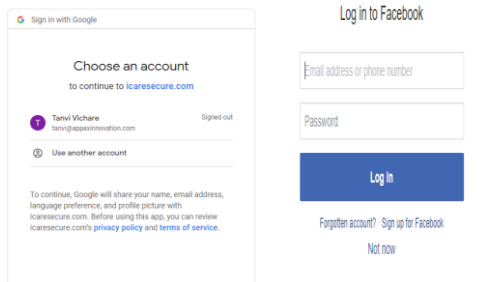 Sign in with Google
Choose an account
to continue to icaresecure.com
T
Tanvi Vichare
Signed out
tanvi@appexinnovation.com
Use another account
To continue, Google will share your name, email address,
language preference, and profile picture with
icaresecure.com. Before using this app, you can review
icaresecure.com's privacy policy and terms of service.
Log in to Facebook
Email address or phone number
Password
Log In
Forgotten account? · Sign up for Facebook
Not now